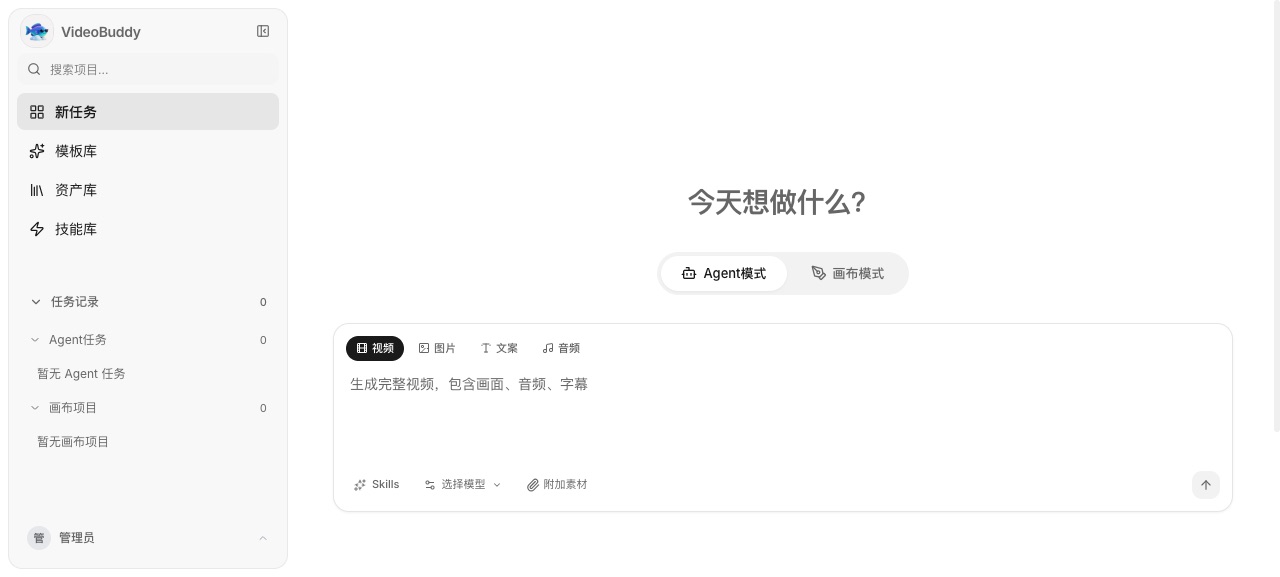 VideoBuddy
搜索项目...
新任务
模板库
资产库
技能库
任务记录 0
Agent任务 0
暂无 Agent 任务
画布项目 0
暂无画布项目
管 管理员
今天想做什么?
Agent模式 画布模式
视频 图片 文案 音频
生成完整视频，包含画面、音频、字幕
Skills 选择模型 附加素材